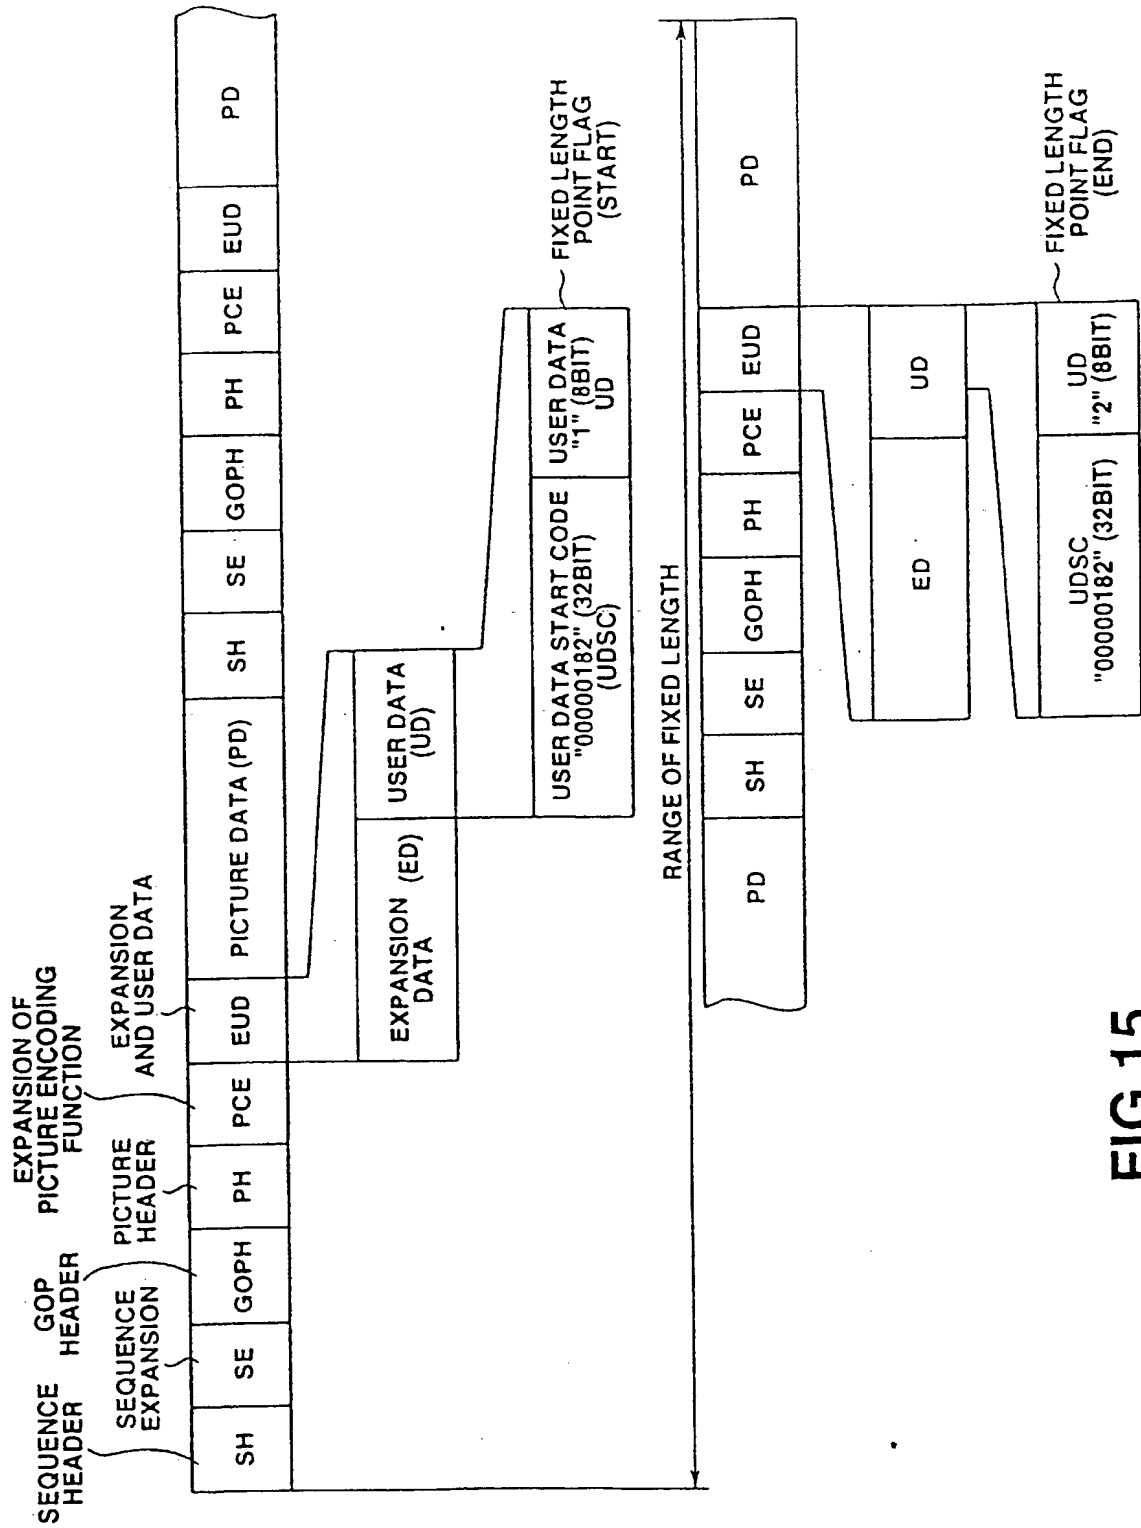 SEQUENCE
HEADER
SEQUENCE
EXPANSION
GOP
HEADER
PICTURE
HEADER
EXPANSION OF
PICTURE ENCODING
FUNCTION
EXPANSION
AND USER DATA
SH
SE
GOPH
PH
PCE
EUD
PICTURE DATA (PD)
SH
SE
GOPH
PH
PCE
EUD
PD
EXPANSION (ED)
DATA
USER DATA
(UD)
USER DATA START CODE
"00000182" (32BIT)
(UDSC)
USER DATA
"1" (8BIT)
UD
FIXED LENGTH
POINT FLAG
(START)
RANGE OF FIXED LENGTH
PD
SH
SE
GOPH
PH
PCE
EUD
PD
ED
UD
UDSC
"00000182" (32BIT)
UD
"2" (8BIT)
FIXED LENGTH
POINT FLAG
(END)
FIG.15